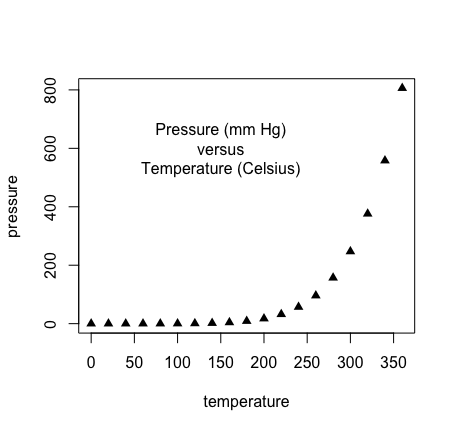 Pressure (mm Hg)
versus
Temperature (Celsius)
pressure
800
600
400
200
0
0 50 100 150 200 250 300 350
temperature